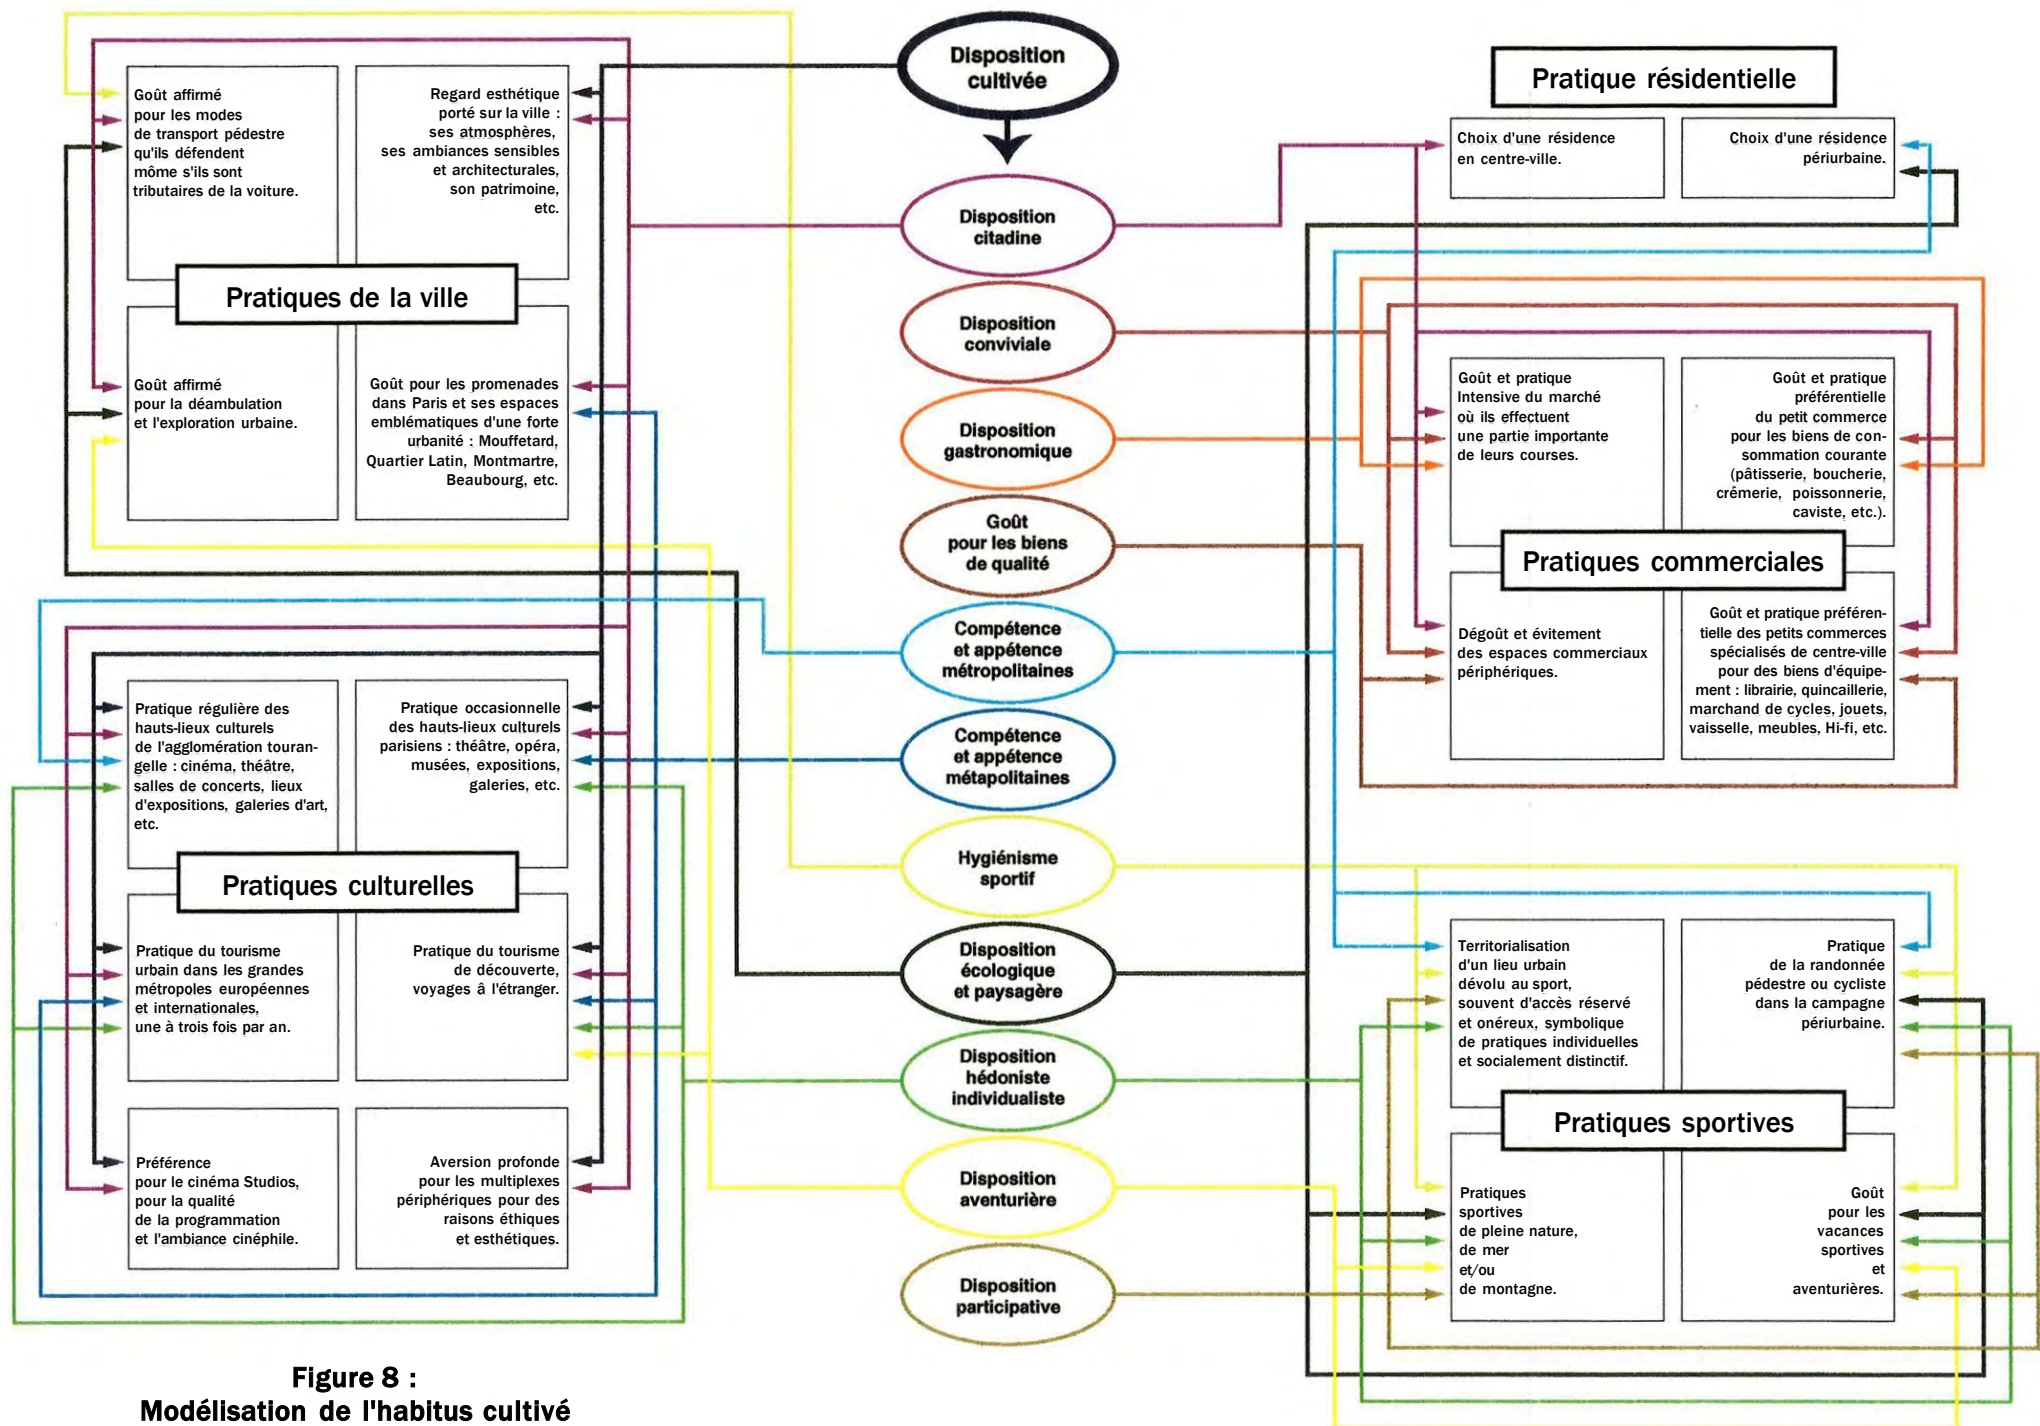 Disposition
cultivée
Pratique résidentielle
Choix d'une résidence
en centre-ville.
Choix d'une résidence
périurbaine.
Goût affirmé
pour les modes
de transport pédestre
qu'ils défendent
môme s'ils sont
tributaires de la voiture.
Regard esthétique
porté sur la ville :
ses atmosphères,
ses ambiances sensibles
et architecturales,
son patrimoine,
etc.
Pratiques de la ville
Goût affirmé
pour la déambulation
et l'exploration urbaine.
Goût pour les promenades
dans Paris et ses espaces
emblématiques d'une forte
urbanité : Mouffetard,
Quartier Latin, Montmartre,
Beaubourg, etc.
Disposition
citadine
Disposition
conviviale
Disposition
gastronomique
Goût
pour les biens
de qualité
Compétence
et appétence
métropolitaines
Compétence
et appétence
métapolitaines
Hygiénisme
sportif
Disposition
écologique
et paysagère
Disposition
hédoniste
individualiste
Disposition
aventurière
Disposition
participative
Goût et pratique
Intensive du marché
où ils effectuent
une partie importante
de leurs courses.
Goût et pratique
préférentielle
du petit commerce
pour les biens de con-
sommation courante
(pâtisserie, boucherie,
crémerie, poissonnerie,
caviste, etc.).
Pratiques commerciales
Dégoût et évitement
des espaces commerciaux
périphériques.
Goût et pratique préféren-
tielle des petits commerces
spécialisés de centre-ville
pour des biens d'équipe-
ment : librairie, quincaillerie,
marchand de cycles, jouets,
vaisselle, meubles, Hi-fi, etc.
Pratique régulière des
hauts-lieux culturels
de l'agglomération touran-
gelle : cinéma, théâtre,
salles de concerts, lieux
d'expositions, galeries d'art,
etc.
Pratique occasionnelle
des hauts-lieux culturels
parisiens : théâtre, opéra,
musées, expositions,
galeries, etc.
Pratiques culturelles
Pratique du tourisme
urbain dans les grandes
métropoles européennes
et internationales,
une à trois fois par an.
Pratique du tourisme
de découverte,
voyages â l'étranger.
Préférence
pour le cinéma Studios,
pour la qualité
de la programmation
et l'ambiance cinéphile.
Aversion profonde
pour les multiplexes
périphériques pour des
raisons éthiques
et esthétiques.
Territorialisation
d'un lieu urbain
dévolu au sport,
souvent d'accès réservé
et onéreux, symbolique
de pratiques individuelles
et socialement distinctif.
Pratique
de la randonnée
pédestre ou cycliste
dans la campagne
périurbaine.
Pratiques sportives
Pratiques
sportives
de pleine nature,
de mer
et/ou
de montagne.
Goût
pour les
vacances
sportives
et
aventurières.
Figure 8 :
Modélisation de l'habitus cultivé